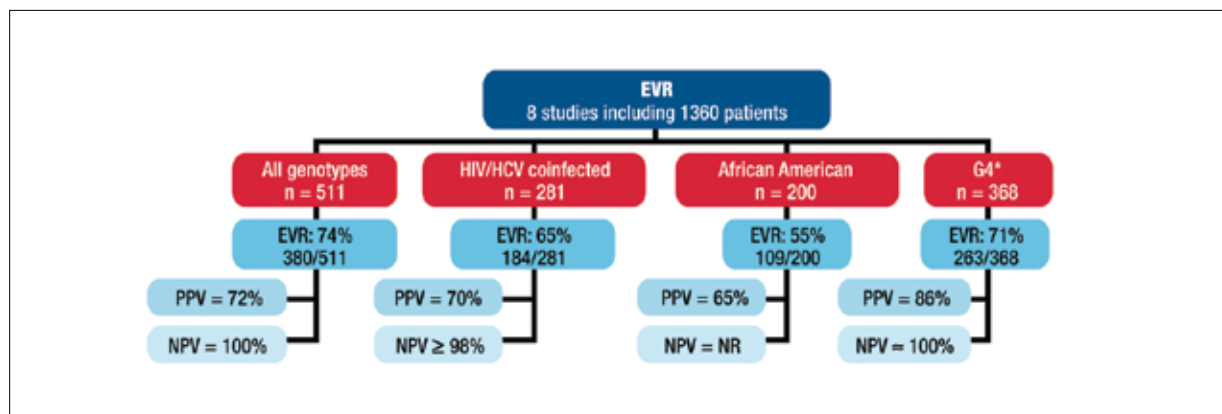 EVR
8 studies including 1360 patients
All genotypes
n = 511
HIV/HCV coinfected
n = 281
African American
n = 200
G4*
n = 368
EVR: 74%
380/511
EVR: 65%
184/281
EVR: 55%
109/200
EVR: 71%
263/368
PPV = 72%
PPV = 70%
PPV = 65%
PPV = 86%
NPV = 100%
NPV ≥ 98%
NPV = NR
NPV ≈ 100%